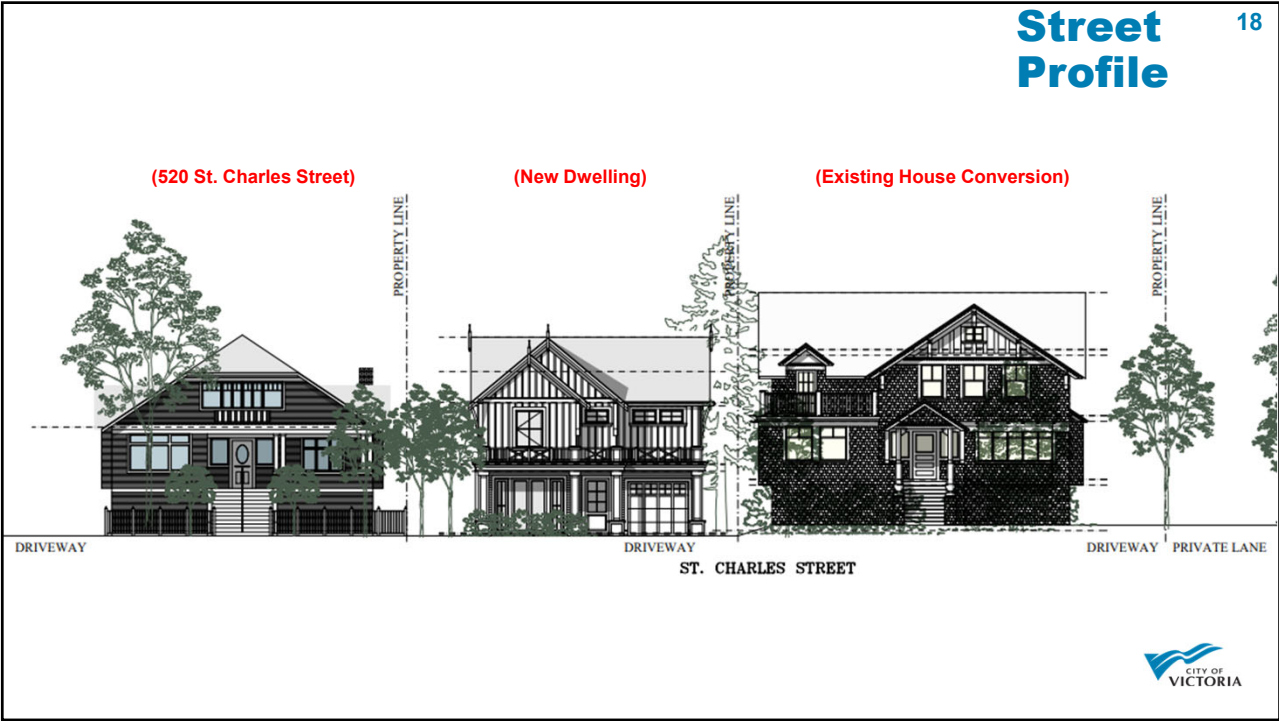 Street
Profile
18
(520 St. Charles Street)
(New Dwelling)
(Existing House Conversion)
PROPERTY LINE
PROPERTY LINE
PROPERTY LINE
DRIVEWAY
DRIVEWAY
DRIVEWAY
PRIVATE LANE
ST. CHARLES STREET
CITY OF
VICTORIA